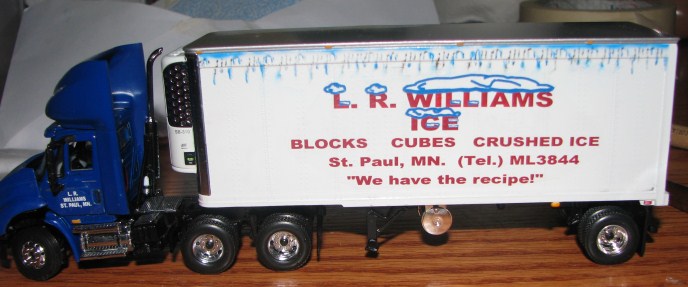 L. R. WILLIAMS
ICE
BLOCKS CUBES CRUSHED ICE
St. Paul, MN. (Tel.) ML3844
"We have the recipe!"
L. R.
WILLIAMS
ST. PAUL, MN.